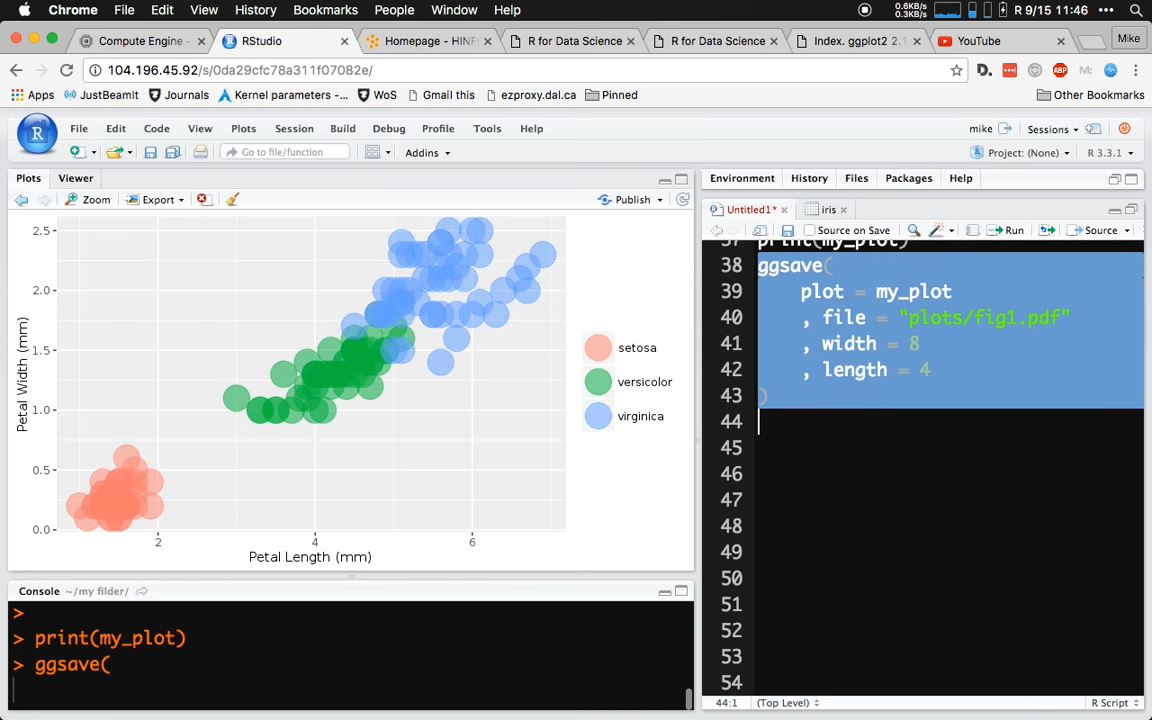 Chrome File Edit View History Bookmarks People Window Help 0.6KB/s 0.3KB/s R 9/15 11:46
Compute Engine - RStudio Homepage - HINF R for Data Science R for Data Science Index. ggplot2 2.1 YouTube Mike
104.196.45.92/s/0da29cfc78a311f07082e/ D. ABP M:
Apps JustBeamIt Journals Kernel parameters -... WoS Gmail this ezproxy.dal.ca Pinned Other Bookmarks
R File Edit Code View Plots Session Build Debug Profile Tools Help mike Sessions
Go to file/function Addins Project: (None) R 3.3.1
Plots Viewer
Zoom Export Publish
2.5
2.0
1.5
1.0
0.5
0.0
2 4 6
Petal Length (mm)
Petal Width (mm)
setosa
versicolor
virginica
Console ~/my filder/
>
> print(my_plot)
> ggsave(
Environment History Files Packages Help
Untitled1* iris
Source on Save Run Source
37 print(my_plot)
38 ggsave(
39 plot = my_plot
40 , file = "plots/fig1.pdf"
41 , width = 8
42 , length = 4
43 )
44
45
46
47
48
49
50
51
52
53
54
44:1 (Top Level) R Script